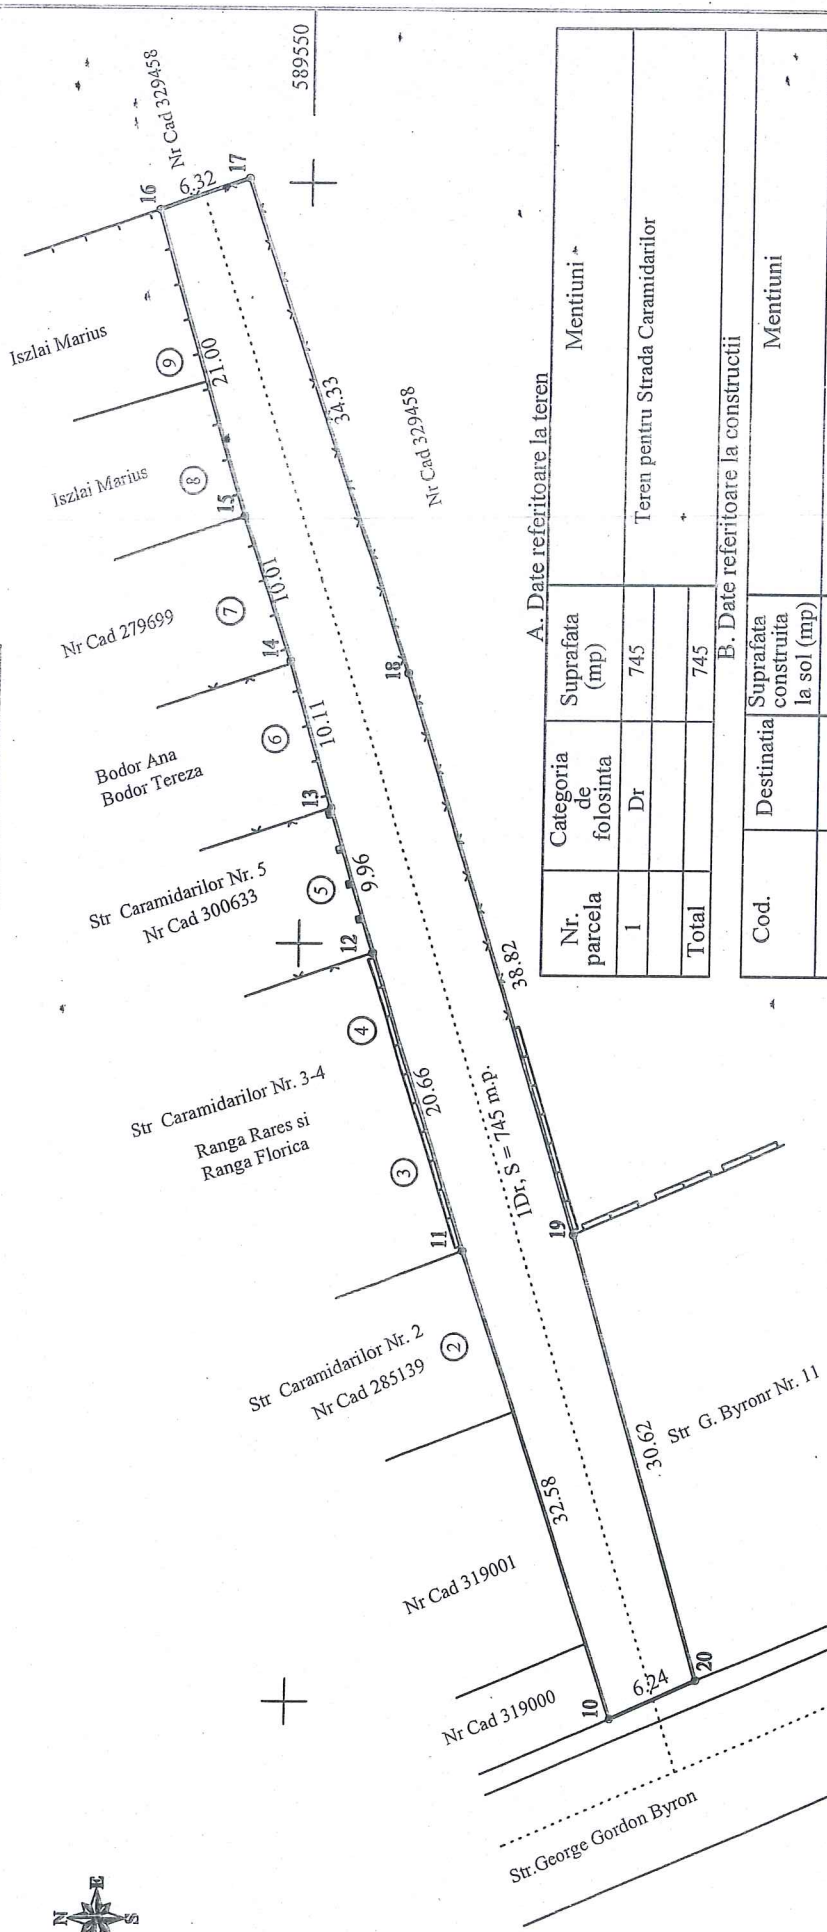 589550
Nr Cad 329458
16
6.32
17
Iszlai Marius
9
21.00
Iszlai Marius
8
15
34.33
Nr Cad 329458
Nr Cad 279699
7
10.01
14
18
Bodor Ana
Bodor Tereza
6
10.11
13
Str Caramidarilor Nr. 5
Nr Cad 300633
5
9.96
12
38.82
Str Caramidarilor Nr. 3-4
Ranga Rares si
Ranga Florica
4
3
20.66
11
1Dr, S = 745 m.p.
19
Str Caramidarilor Nr. 2
Nr Cad 285139
2
32.58
30.62
Str G. Byronr Nr. 11
Nr Cad 319001
Nr Cad 319000
10
6.24
20
Str.George Gordon Byron
N
E
S
A. Date referitoare la teren
Nr. parcela
Categoria de folosinta
Suprafata (mp)
Mentiuni
1
Dr
745
Teren pentru Strada Caramidarilor
Total
745
B. Date referitoare la constructii
Cod.
Destinatia
Suprafata construita la sol (mp)
Mentiuni